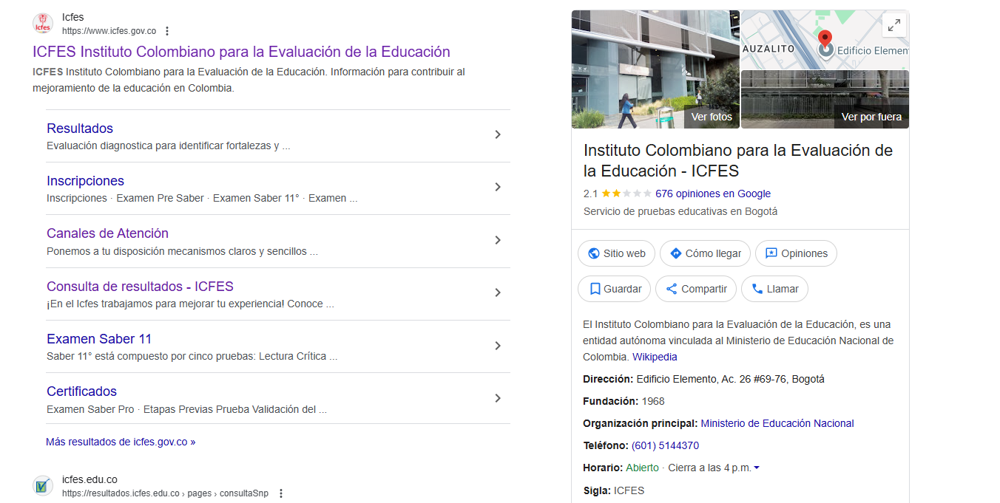 Icfes
https://www.icfes.gov.co
ICFES Instituto Colombiano para la Evaluación de la Educación
ICFES Instituto Colombiano para la Evaluación de la Educación. Información para contribuir al
mejoramiento de la educación en Colombia.
Resultados
Evaluación diagnostica para identificar fortalezas y ...
Inscripciones
Inscripciones · Examen Pre Saber · Examen Saber 11° · Examen ...
Canales de Atención
Ponemos a tu disposición mecanismos claros y sencillos ...
Consulta de resultados - ICFES
¡En el Icfes trabajamos para mejorar tu experiencia! Conoce ...
Examen Saber 11
Saber 11° está compuesto por cinco pruebas: Lectura Crítica ...
Certificados
Examen Saber Pro · Etapas Previas Prueba Validación del ...
Más resultados de icfes.gov.co »
icfes.edu.co
https://resultados.icfes.edu.co › pages › consultaSnp
AUZALITO
Edificio Elemen
Ver fotos
Ver por fuera
Instituto Colombiano para la Evaluación de
la Educación - ICFES
2.1 676 opiniones en Google
Servicio de pruebas educativas en Bogotá
Sitio web
Cómo llegar
Opiniones
Guardar
Compartir
Llamar
El Instituto Colombiano para la Evaluación de la Educación, es una
entidad autónoma vinculada al Ministerio de Educación Nacional de
Colombia. Wikipedia
Dirección: Edificio Elemento, Ac. 26 #69-76, Bogotá
Fundación: 1968
Organización principal: Ministerio de Educación Nacional
Teléfono: (601) 5144370
Horario: Abierto · Cierra a las 4 p.m.
Sigla: ICFES